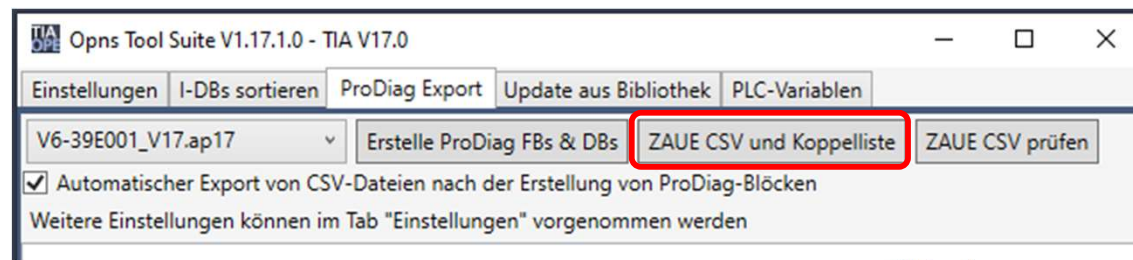 TIA OPE Opns Tool Suite V1.17.1.0 - TIA V17.0
Einstellungen I-DBs sortieren ProDiag Export Update aus Bibliothek PLC-Variablen
V6-39E001_V17.ap17 Erstelle ProDiag FBs & DBs ZAUE CSV und Koppelliste ZAUE CSV prüfen
Automatischer Export von CSV-Dateien nach der Erstellung von ProDiag-Blöcken
Weitere Einstellungen können im Tab "Einstellungen" vorgenommen werden